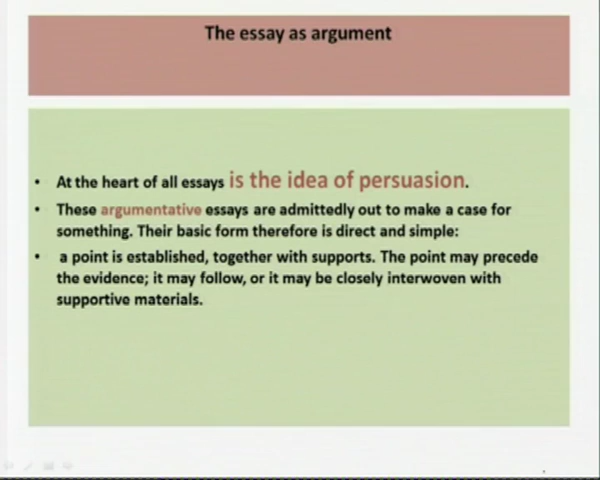 The essay as argument
• At the heart of all essays is the idea of persuasion.
• These argumentative essays are admittedly out to make a case for
something. Their basic form therefore is direct and simple:
• a point is established, together with supports. The point may precede
the evidence; it may follow, or it may be closely interwoven with
supportive materials.